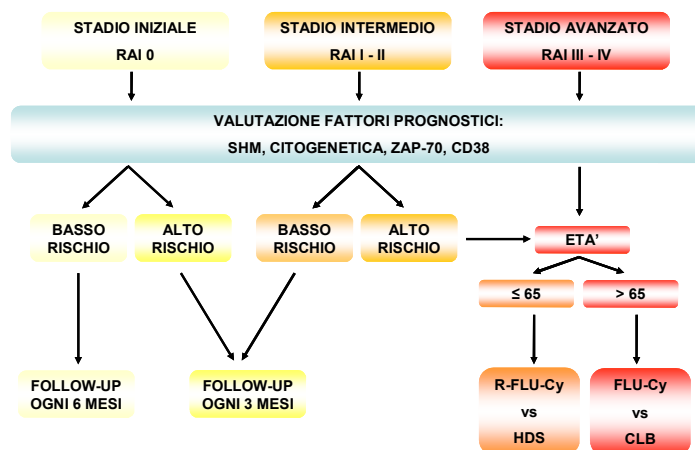 STADIO INIZIALE
RAI 0
STADIO INTERMEDIO
RAI I - II
STADIO AVANZATO
RAI III - IV
VALUTAZIONE FATTORI PROGNOSTICI:
SHM, CITOGENETICA, ZAP-70, CD38
BASSO
RISCHIO
ALTO
RISCHIO
BASSO
RISCHIO
ALTO
RISCHIO
ETA'
≤ 65
> 65
FOLLOW-UP
OGNI 6 MESI
FOLLOW-UP
OGNI 3 MESI
R-FLU-Cy
vs
HDS
FLU-Cy
vs
CLB